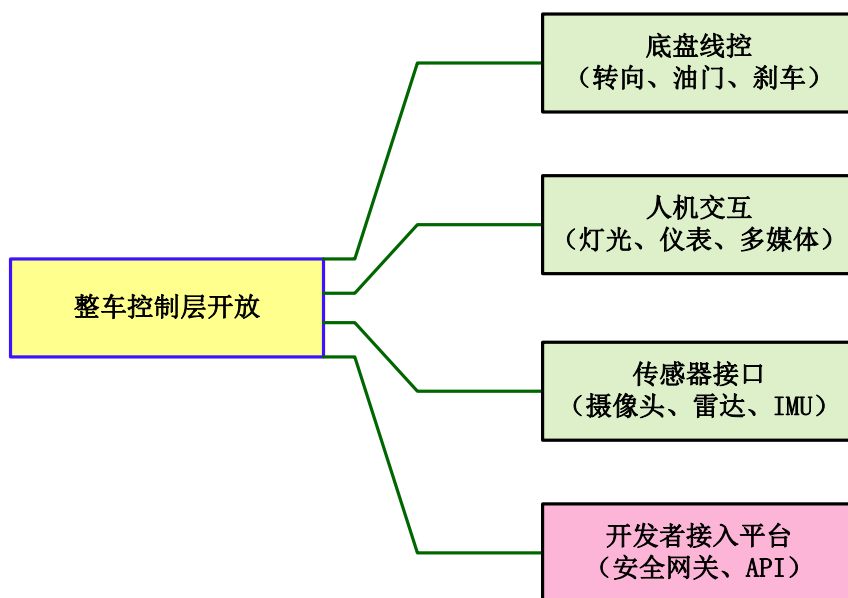 底盘线控
（转向、油门、刹车）
人机交互
（灯光、仪表、多媒体）
整车控制层开放
传感器接口
（摄像头、雷达、IMU）
开发者接入平台
（安全网关、API）